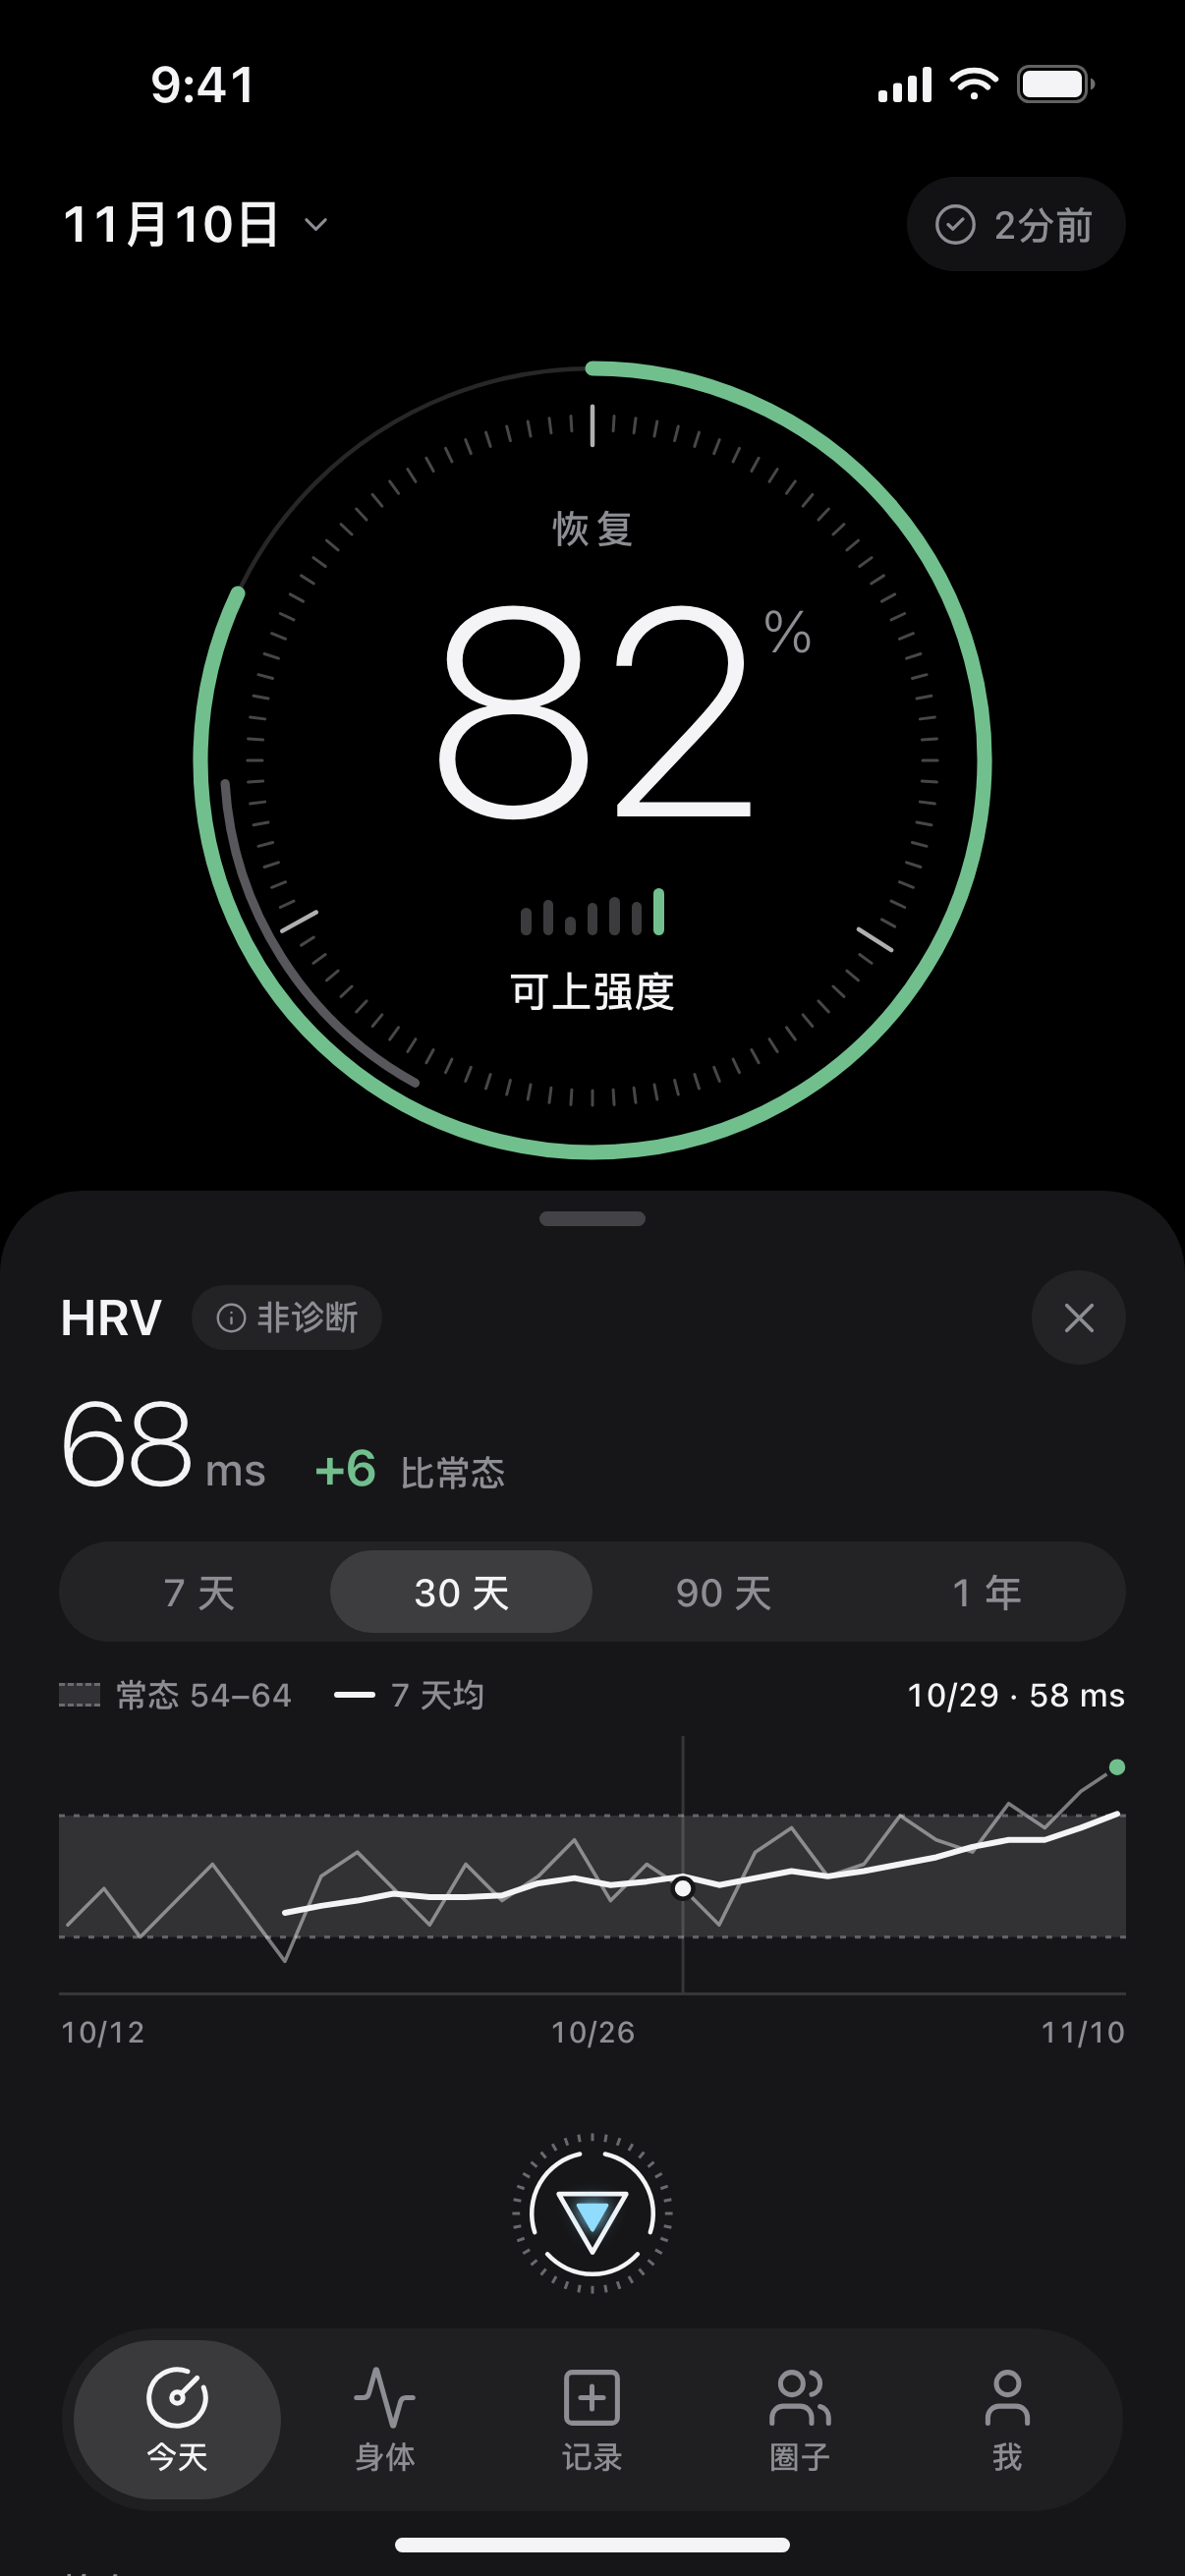 9:41
11月10日
2分前
恢复
82%
可上强度
HRV
非诊断
68 ms +6 比常态
7 天 30 天 90 天 1 年
常态 54–64 7 天均 10/29 · 58 ms
10/12 10/26 11/10
今天 身体 记录 圈子 我